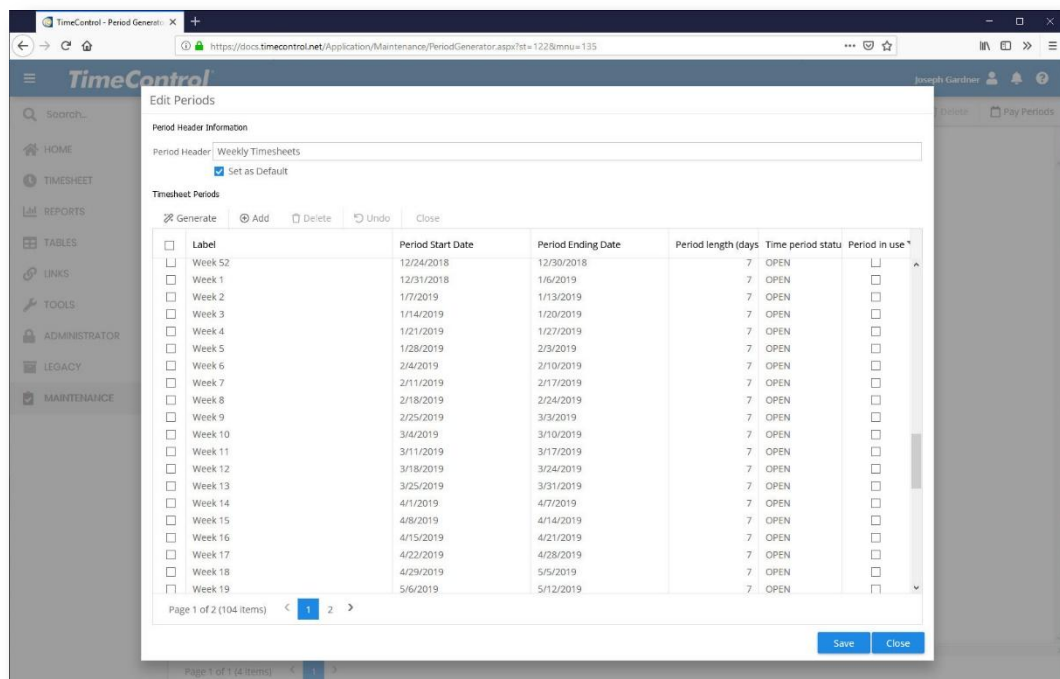 TimeControl - Period Generato
https://docs.timecontrol.net/Application/Maintenance/PeriodGenerator.aspx?st=122&mnu=135
TimeControl
Joseph Gardner
Search...
Delete
Pay Periods
HOME
TIMESHEET
REPORTS
TABLES
LINKS
TOOLS
ADMINISTRATOR
LEGACY
MAINTENANCE
Edit Periods
Period Header Information
Period Header Weekly Timesheets
Set as Default
Timesheet Periods
Generate Add Delete Undo Close
Label Period Start Date Period Ending Date Period length (days Time period statu Period in use
Week 52 12/24/2018 12/30/2018 7 OPEN
Week 1 12/31/2018 1/6/2019 7 OPEN
Week 2 1/7/2019 1/13/2019 7 OPEN
Week 3 1/14/2019 1/20/2019 7 OPEN
Week 4 1/21/2019 1/27/2019 7 OPEN
Week 5 1/28/2019 2/3/2019 7 OPEN
Week 6 2/4/2019 2/10/2019 7 OPEN
Week 7 2/11/2019 2/17/2019 7 OPEN
Week 8 2/18/2019 2/24/2019 7 OPEN
Week 9 2/25/2019 3/3/2019 7 OPEN
Week 10 3/4/2019 3/10/2019 7 OPEN
Week 11 3/11/2019 3/17/2019 7 OPEN
Week 12 3/18/2019 3/24/2019 7 OPEN
Week 13 3/25/2019 3/31/2019 7 OPEN
Week 14 4/1/2019 4/7/2019 7 OPEN
Week 15 4/8/2019 4/14/2019 7 OPEN
Week 16 4/15/2019 4/21/2019 7 OPEN
Week 17 4/22/2019 4/28/2019 7 OPEN
Week 18 4/29/2019 5/5/2019 7 OPEN
Week 19 5/6/2019 5/12/2019 7 OPEN
Page 1 of 2 (104 items) < 1 2 >
Save Close
Page 1 of 1 (4 items) < 1 >